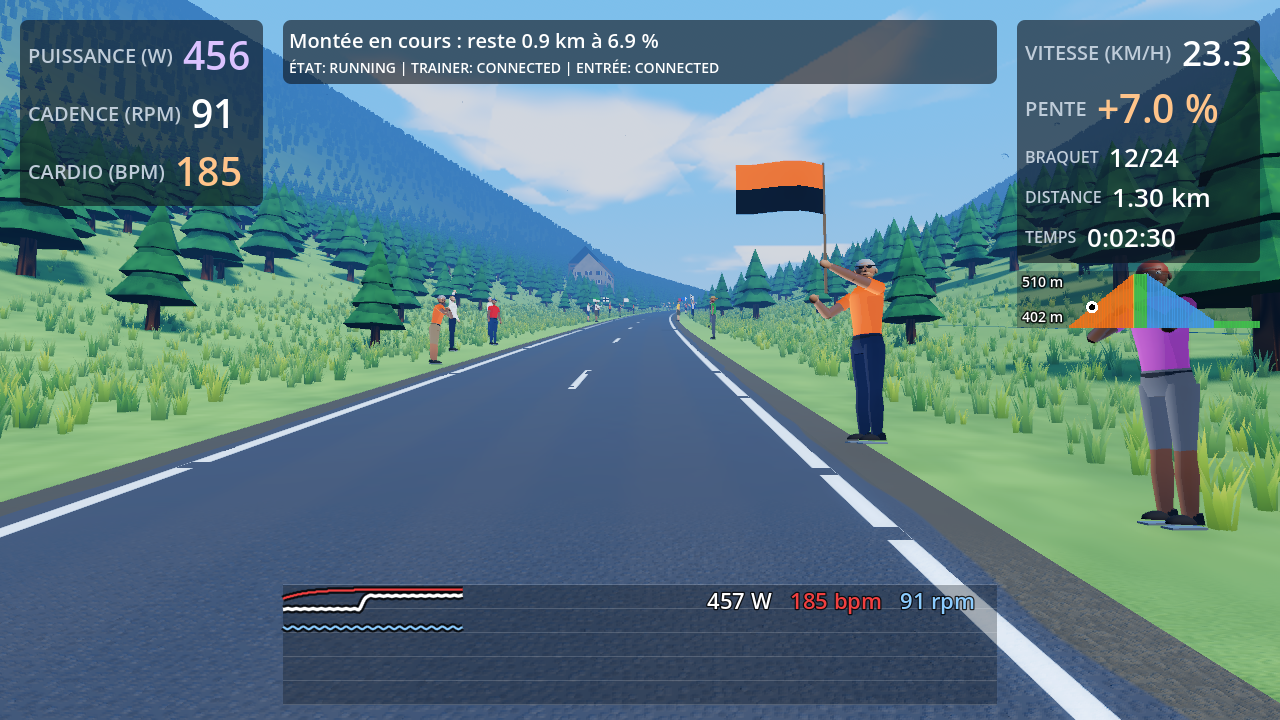 PUISSANCE (W) 456
CADENCE (RPM) 91
CARDIO (BPM) 185
Montée en cours : reste 0.9 km à 6.9 %
ÉTAT: RUNNING | TRAINER: CONNECTED | ENTRÉE: CONNECTED
VITESSE (KM/H) 23.3
PENTE +7.0 %
BRAQUET 12/24
DISTANCE 1.30 km
TEMPS 0:02:30
510 m
402 m
457 W 185 bpm 91 rpm